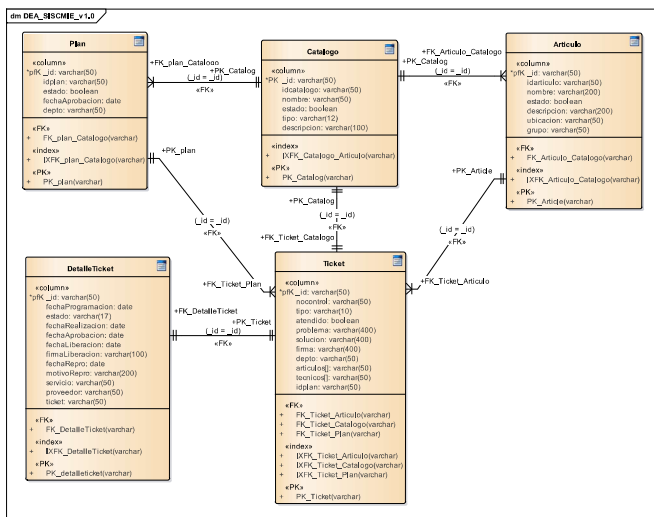 dm DEA_SISCMIE_v1.0
Plan
«column»
*pfK _id: varchar(50)
idplan: varchar(50)
estado: boolean
fechaAprobacion: date
depto: varchar(50)
«FK»
+ FK_plan_Catalogo(varchar)
«index»
+ IXFK_plan_Catalogo(varchar)
«PK»
+ PK_plan(varchar)
+FK_plan_Catalogo
+PK_Catalog
(_id = _id)
«FK»
Catalogo
«column»
*PK _id: varchar(50)
idcatalogo: varchar(50)
nombre: varchar(50)
estado: boolean
tipo: varchar(12)
descripcion: varchar(100)
«index»
+ IXFK_Catalogo_Articulo(varchar)
«PK»
+ PK_Catalog(varchar)
+FK_Articulo_Catalogo
+PK_Catalog
(_id = _id)
«FK»
Articulo
«column»
*pfK _id: varchar(50)
idarticulo: varchar(50)
nombre: varchar(200)
estado: boolean
descripcion: varchar(200)
ubicacion: varchar(50)
grupo: varchar(50)
«FK»
+ FK_Articulo_Catalogo(varchar)
«index»
+ IXFK_Articulo_Catalogo(varchar)
«PK»
+ PK_Article(varchar)
+PK_plan
(_id = _id)
«FK»
+FK_Ticket_Plan
+PK_Catalog
(_id = _id)
«FK»
+FK_Ticket_Catalogo
+PK_Article
(_id = _id)
«FK»
+FK_Ticket_Articulo
DetalleTicket
«column»
*pfK _id: varchar(50)
fechaProgramacion: date
estado: varchar(17)
fechaRealizacion: date
fechaAprobacion: date
fechaLiberacion: date
firmaLiberacion: varchar(100)
fechaRepro: date
motivoRepro: varchar(200)
servicio: varchar(50)
proveedor: varchar(50)
ticket: varchar(50)
«FK»
+ FK_DetalleTicket(varchar)
«index»
+ IXFK_DetalleTicket(varchar)
«PK»
+ PK_detalleticket(varchar)
+FK_DetalleTicket
+PK_Ticket
(_id = _id)
«FK»
Ticket
«column»
*pfK _id: varchar(50)
nocontrol: varchar(50)
tipo: varchar(10)
atendido: boolean
problema: varchar(400)
solucion: varchar(400)
firma: varchar(400)
depto: varchar(50)
articulos[]: varchar(50)
tecnicos[]: varchar(50)
idplan: varchar(50)
«FK»
+ FK_Ticket_Articulo(varchar)
+ FK_Ticket_Catalogo(varchar)
+ FK_Ticket_Plan(varchar)
«index»
+ IXFK_Ticket_Articulo(varchar)
+ IXFK_Ticket_Catalogo(varchar)
+ IXFK_Ticket_Plan(varchar)
«PK»
+ PK_Ticket(varchar)